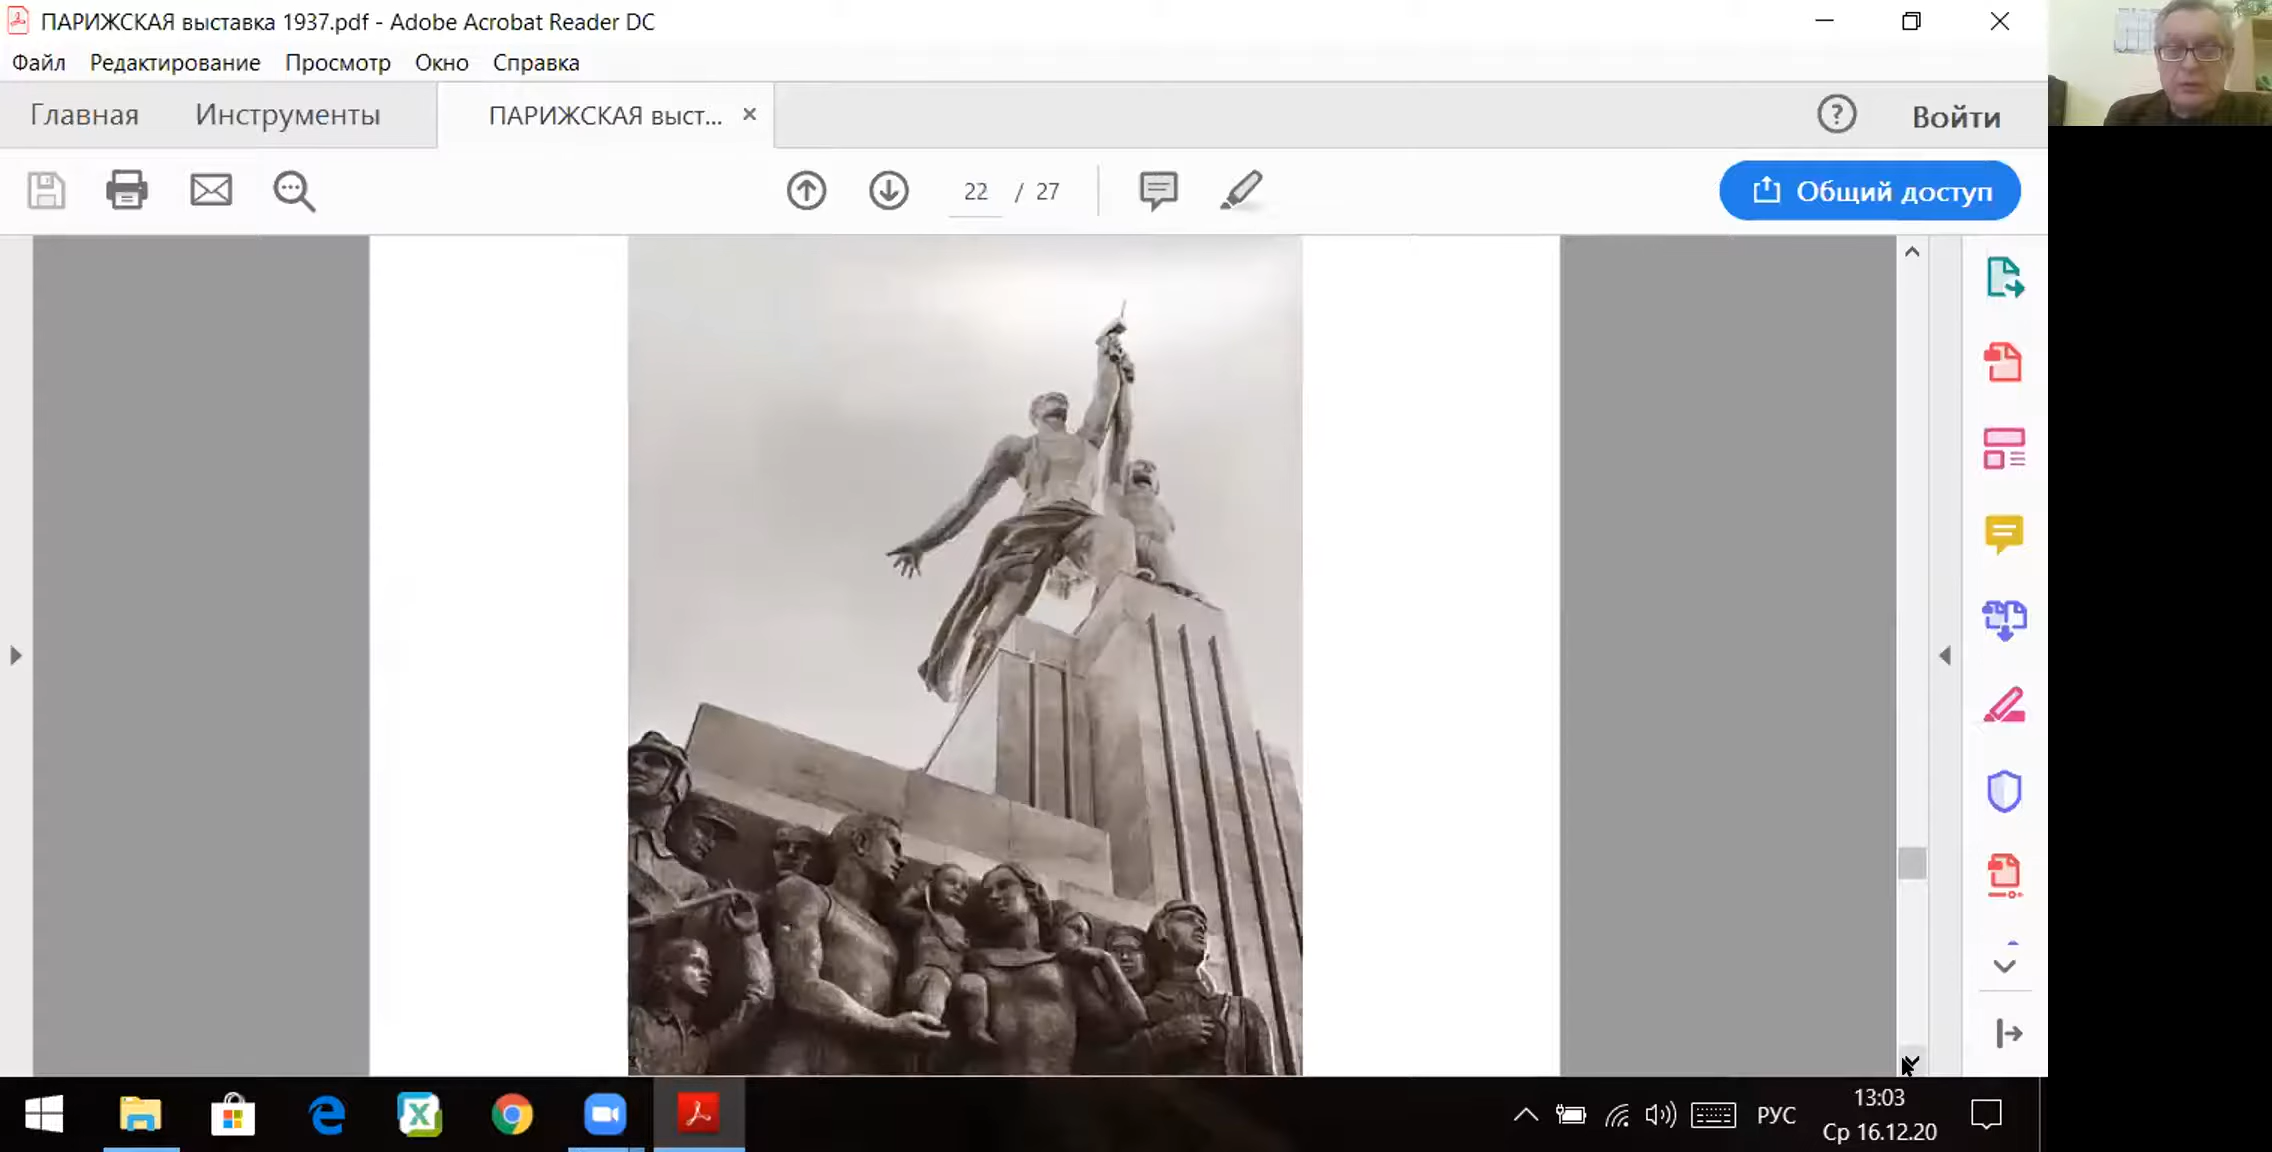 ПАРИЖСКАЯ выставка 1937.pdf - Adobe Acrobat Reader DC
Файл Редактирование Просмотр Окно Справка
Главная Инструменты ПАРИЖСКАЯ выст... Войти
22 / 27 Общий доступ
РУС
13:03
Ср 16.12.20